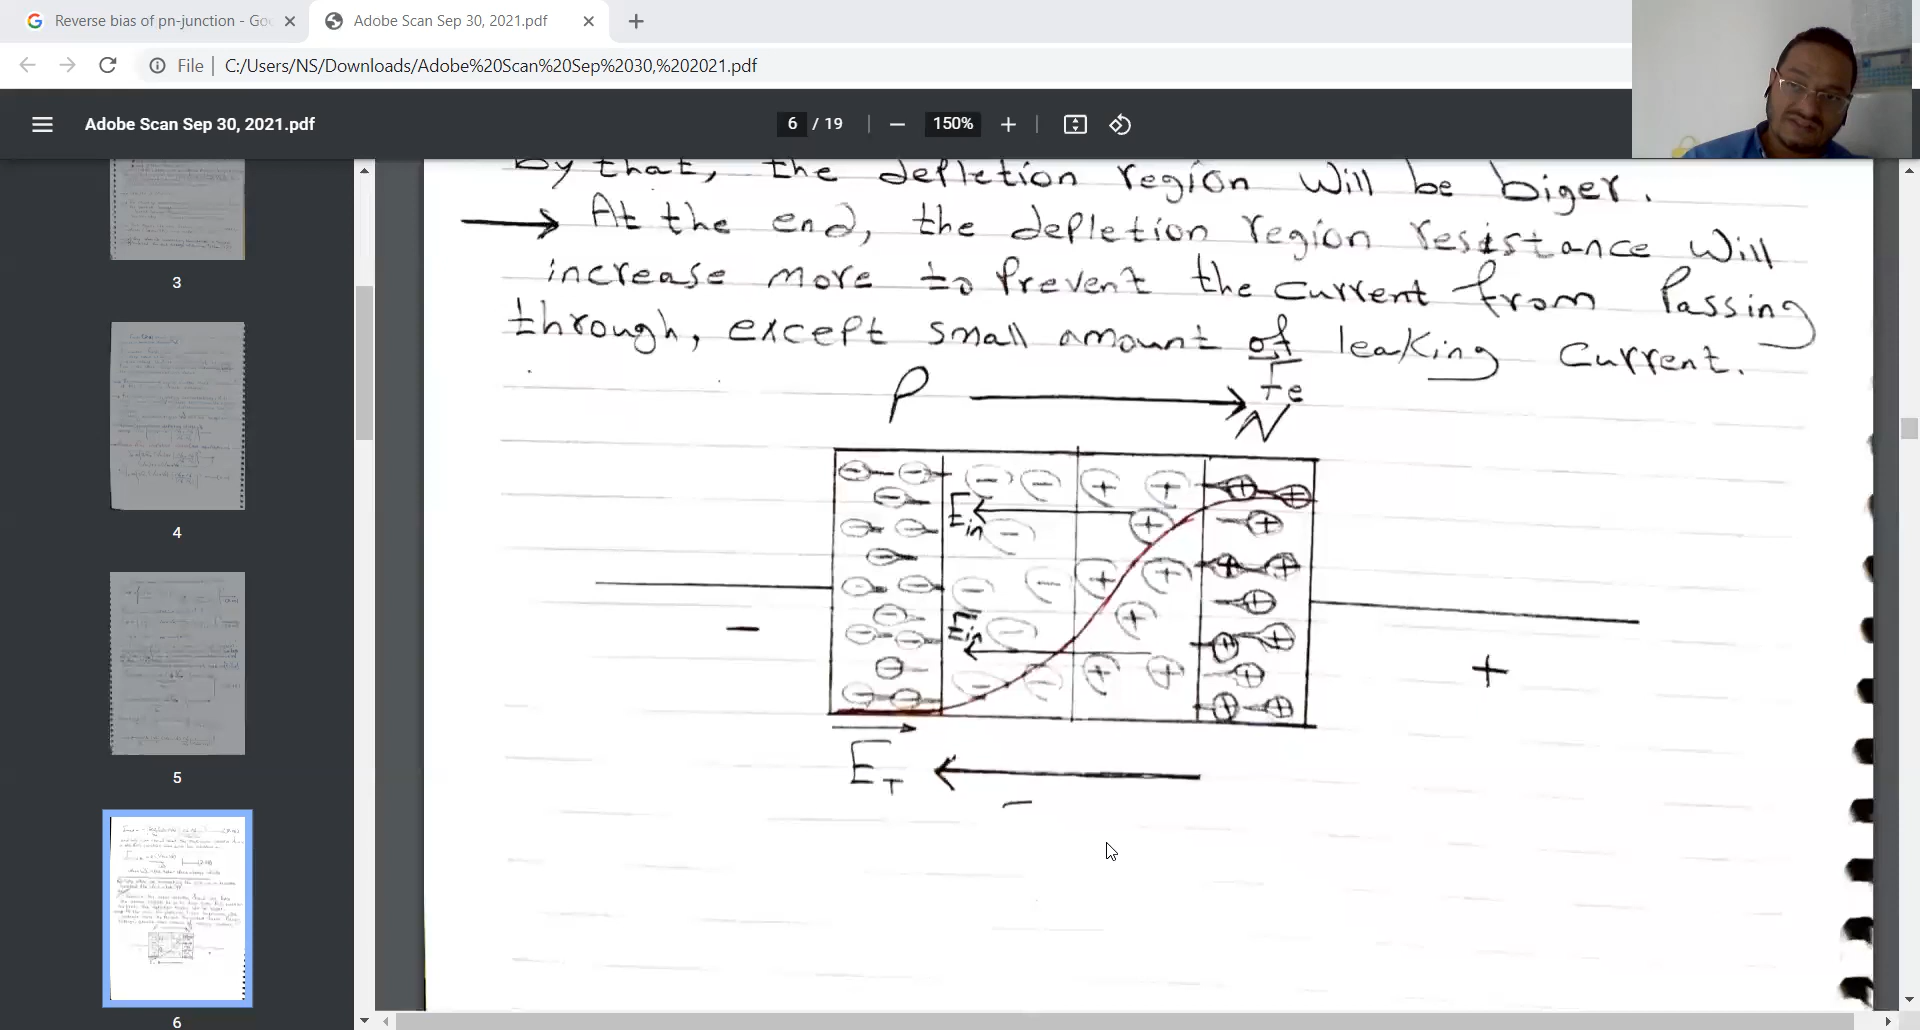 Reverse bias of pn-junction - Goo
Adobe Scan Sep 30, 2021.pdf
File | C:/Users/NS/Downloads/Adobe%20Scan%20Sep%2030,%202021.pdf
Adobe Scan Sep 30, 2021.pdf
6 / 19
150%
3
4
5
6
By that, the depletion region will be biger.
→ At the end, the depletion region resistance will
increase more to prevent the current from passing
through, except small amount of leaking current.
P → Fe
N
Ein
Ein
-
+
ET ←
-